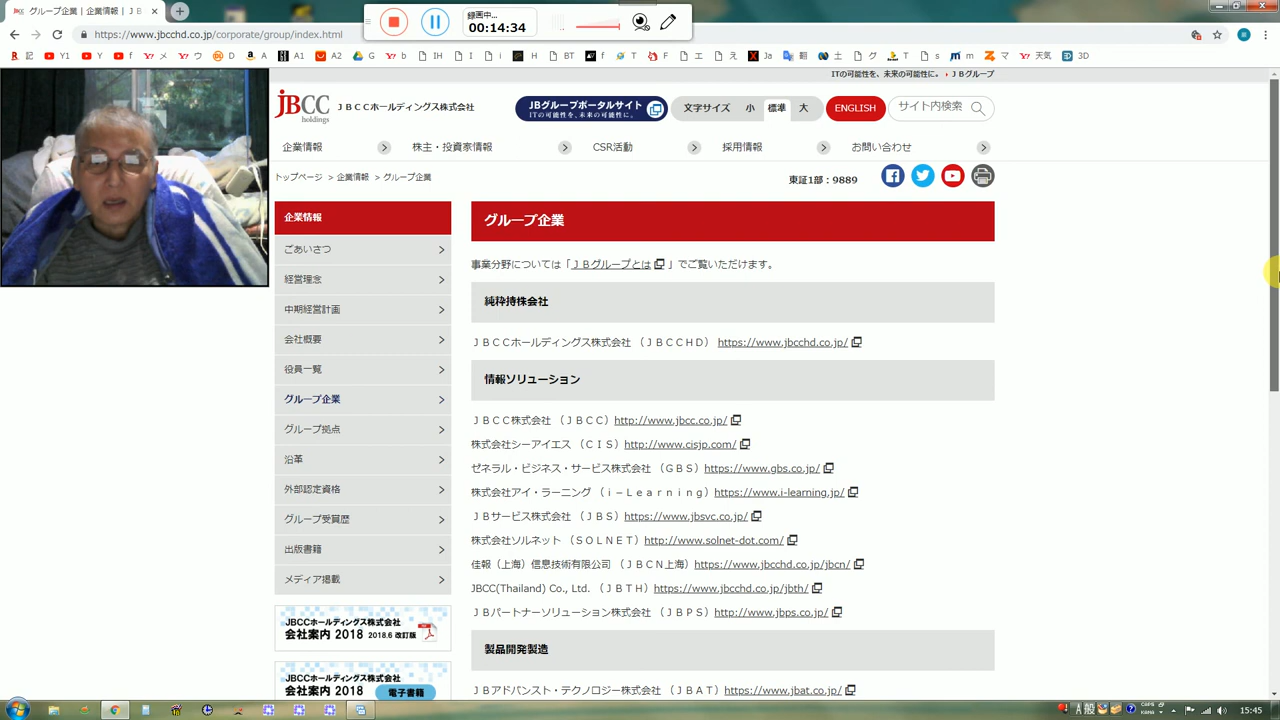 グループ企業 | 企業情報 | ＪＢ
録画中...
00:14:34
https://www.jbcchd.co.jp/corporate/group/index.html
記 Y1 Y f メ ウ D A A1 A2 G b IH I i H BT f エ T F エ え Ja 翻 土 グ T s m マ 天気 3D
ITの可能性を、未来の可能性に。 ＪＢグループ
JBCC holdings
ＪＢＣＣホールディングス株式会社
JBグループポータルサイト
ITの可能性を、未来の可能性に。
文字サイズ 小 標準 大
ENGLISH
サイト内検索
企業情報 株主・投資家情報 CSR活動 採用情報 お問い合わせ
トップページ > 企業情報 > グループ企業
東証1部：9889
企業情報
ごあいさつ
経営理念
中期経営計画
会社概要
役員一覧
グループ企業
グループ拠点
沿革
外部認定資格
グループ受賞歴
出版書籍
メディア掲載
JBCCホールディングス株式会社
会社案内 2018 2018.6 改訂版
JBCCホールディングス株式会社
会社案内 2018 電子書籍
グループ企業
事業分野については「ＪＢグループとは」でご覧いただけます。
純粋持株会社
ＪＢＣＣホールディングス株式会社 （ＪＢＣＣＨＤ） https://www.jbcchd.co.jp/
情報ソリューション
ＪＢＣＣ株式会社 （ＪＢＣＣ）http://www.jbcc.co.jp/
株式会社シーアイエス （ＣＩＳ）http://www.cisjp.com/
ゼネラル・ビジネス・サービス株式会社 （ＧＢＳ）https://www.gbs.co.jp/
株式会社アイ・ラーニング （ｉ－Ｌｅａｒｎｉｎｇ）https://www.i-learning.jp/
ＪＢサービス株式会社 （ＪＢＳ）https://www.jbsvc.co.jp/
株式会社ソルネット （ＳＯＬＮＥＴ）http://www.solnet-dot.com/
佳報（上海）信息技術有限公司 （ＪＢＣＮ上海）https://www.jbcchd.co.jp/jbcn/
JBCC(Thailand) Co., Ltd. （ＪＢＴＨ）https://www.jbcchd.co.jp/jbth/
ＪＢパートナーソリューション株式会社 （ＪＢＰＳ）http://www.jbps.co.jp/
製品開発製造
ＪＢアドバンスト・テクノロジー株式会社 （ＪＢＡＴ）https://www.jbat.co.jp/
15:45